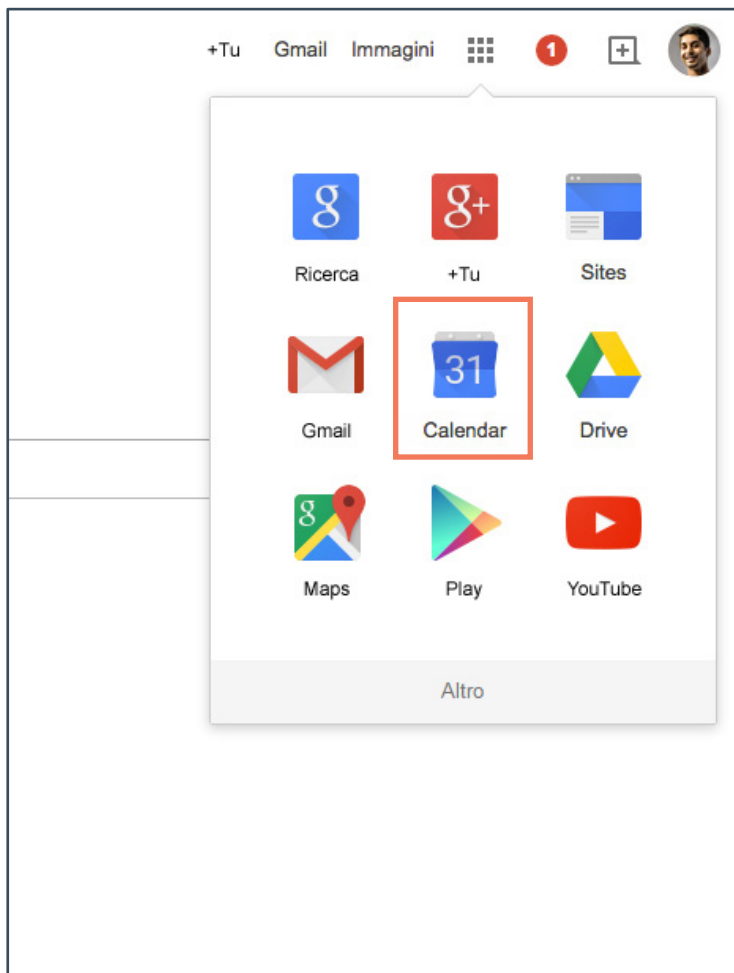 +Tu Gmail Immagini 1
g g+
Ricerca +Tu Sites
31
Gmail Calendar Drive
g
Maps Play YouTube
Altro